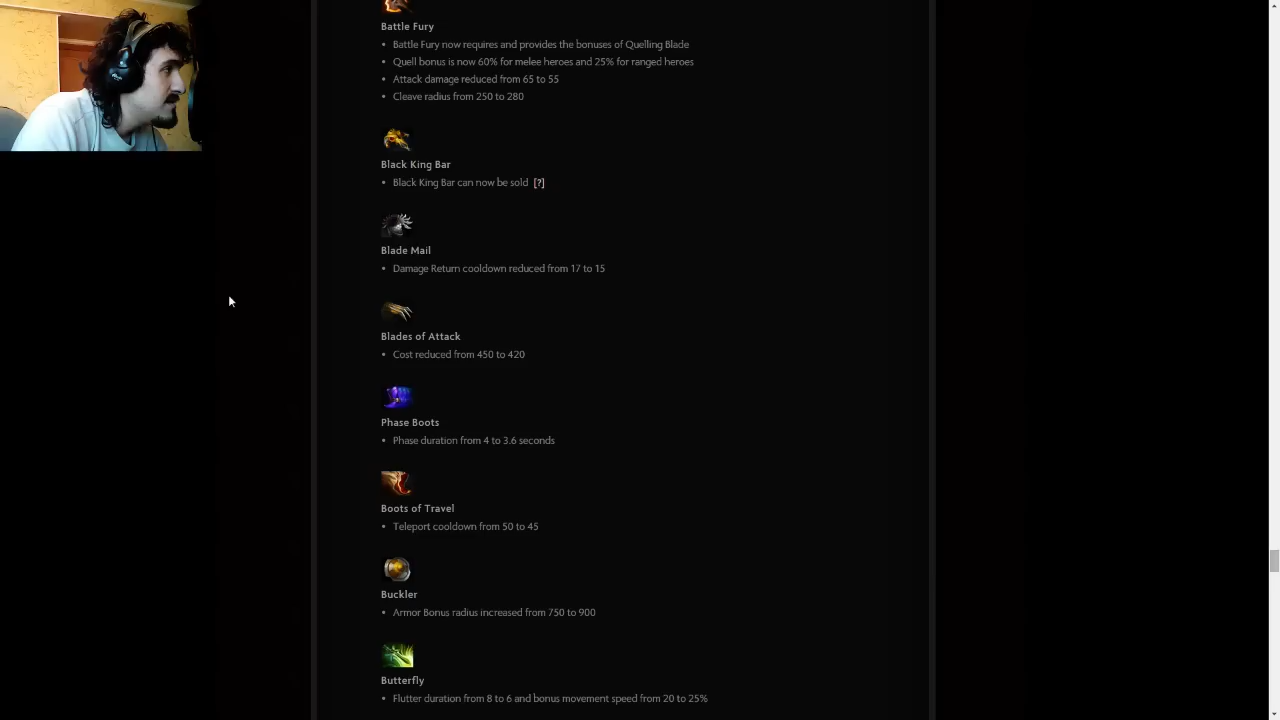 Battle Fury
• Battle Fury now requires and provides the bonuses of Quelling Blade
• Quell bonus is now 60% for melee heroes and 25% for ranged heroes
• Attack damage reduced from 65 to 55
• Cleave radius from 250 to 280
Black King Bar
• Black King Bar can now be sold [?]
Blade Mail
• Damage Return cooldown reduced from 17 to 15
Blades of Attack
• Cost reduced from 450 to 420
Phase Boots
• Phase duration from 4 to 3.6 seconds
Boots of Travel
• Teleport cooldown from 50 to 45
Buckler
• Armor Bonus radius increased from 750 to 900
Butterfly
• Flutter duration from 8 to 6 and bonus movement speed from 20 to 25%